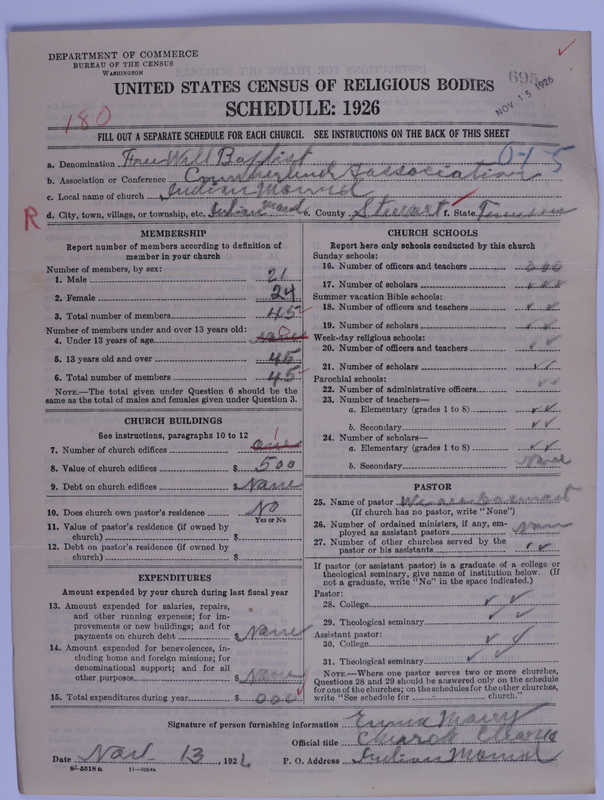 DEPARTMENT OF COMMERCE
BUREAU OF THE CENSUS
WASHINGTON
695
NOV 15 1926
UNITED STATES CENSUS OF RELIGIOUS BODIES
SCHEDULE: 1926
180
FILL OUT A SEPARATE SCHEDULE FOR EACH CHURCH. SEE INSTRUCTIONS ON THE BACK OF THIS SHEET
0-1-5
a. Denomination Free Will Baptist
b. Association or Conference Cumberland Association
c. Local name of church Indian Mound
R
d. City, town, village, or township, etc. Indian Mound e. County Stewart f. State Tennessee
MEMBERSHIP
Report number of members according to definition of
member in your church
Number of members, by sex:
1. Male 21
2. Female 24
3. Total number of members 45
Number of members under and over 13 years old:
4. Under 13 years of age 0
5. 13 years old and over 45
6. Total number of members 45
NOTE.—The total given under Question 6 should be the
same as the total of males and females given under Question 3.
CHURCH BUILDINGS
See instructions, paragraphs 10 to 12
1
7. Number of church edifices one
8. Value of church edifices $ 500
9. Debt on church edifices $ None
10. Does church own pastor's residence No
Yes or No
11. Value of pastor's residence (if owned by
church) $
12. Debt on pastor's residence (if owned by
church) $
EXPENDITURES
Amount expended by your church during last fiscal year
13. Amount expended for salaries, repairs,
and other running expenses; for im-
provements or new buildings; and for
payments on church debt $ None
14. Amount expended for benevolences, in-
cluding home and foreign missions; for
denominational support; and for all
other purposes $ None
15. Total expenditures during year $ 000
CHURCH SCHOOLS
Report here only schools conducted by this church
Sunday schools:
16. Number of officers and teachers 000
17. Number of scholars
Summer vacation Bible schools:
18. Number of officers and teachers
19. Number of scholars
Week-day religious schools:
20. Number of officers and teachers
21. Number of scholars
Parochial schools:
22. Number of administrative officers
23. Number of teachers—
a. Elementary (grades 1 to 8)
b. Secondary
24. Number of scholars—
a. Elementary (grades 1 to 8)
b. Secondary None
PASTOR
25. Name of pastor We are
(If church has no pastor, write "None")
26. Number of ordained ministers, if any, em-
ployed as assistant pastors None
27. Number of other churches served by the
pastor or his assistants
If pastor (or assistant pastor) is a graduate of a college or
theological seminary, give name of institution below. (If
not a graduate, write "No" in the space indicated.)
Pastor:
28. College
29. Theological seminary
Assistant pastor:
30. College
31. Theological seminary
NOTE.—Where one pastor serves two or more churches,
Questions 28 and 29 should be answered only on the schedule
for one of the churches; on the schedules for the other churches,
write "See schedule for church."
Signature of person furnishing information
Official title Church Clerk
Date Nov. 13, 1926 P. O. Address Indian Mound
8-5518a 11-9054a